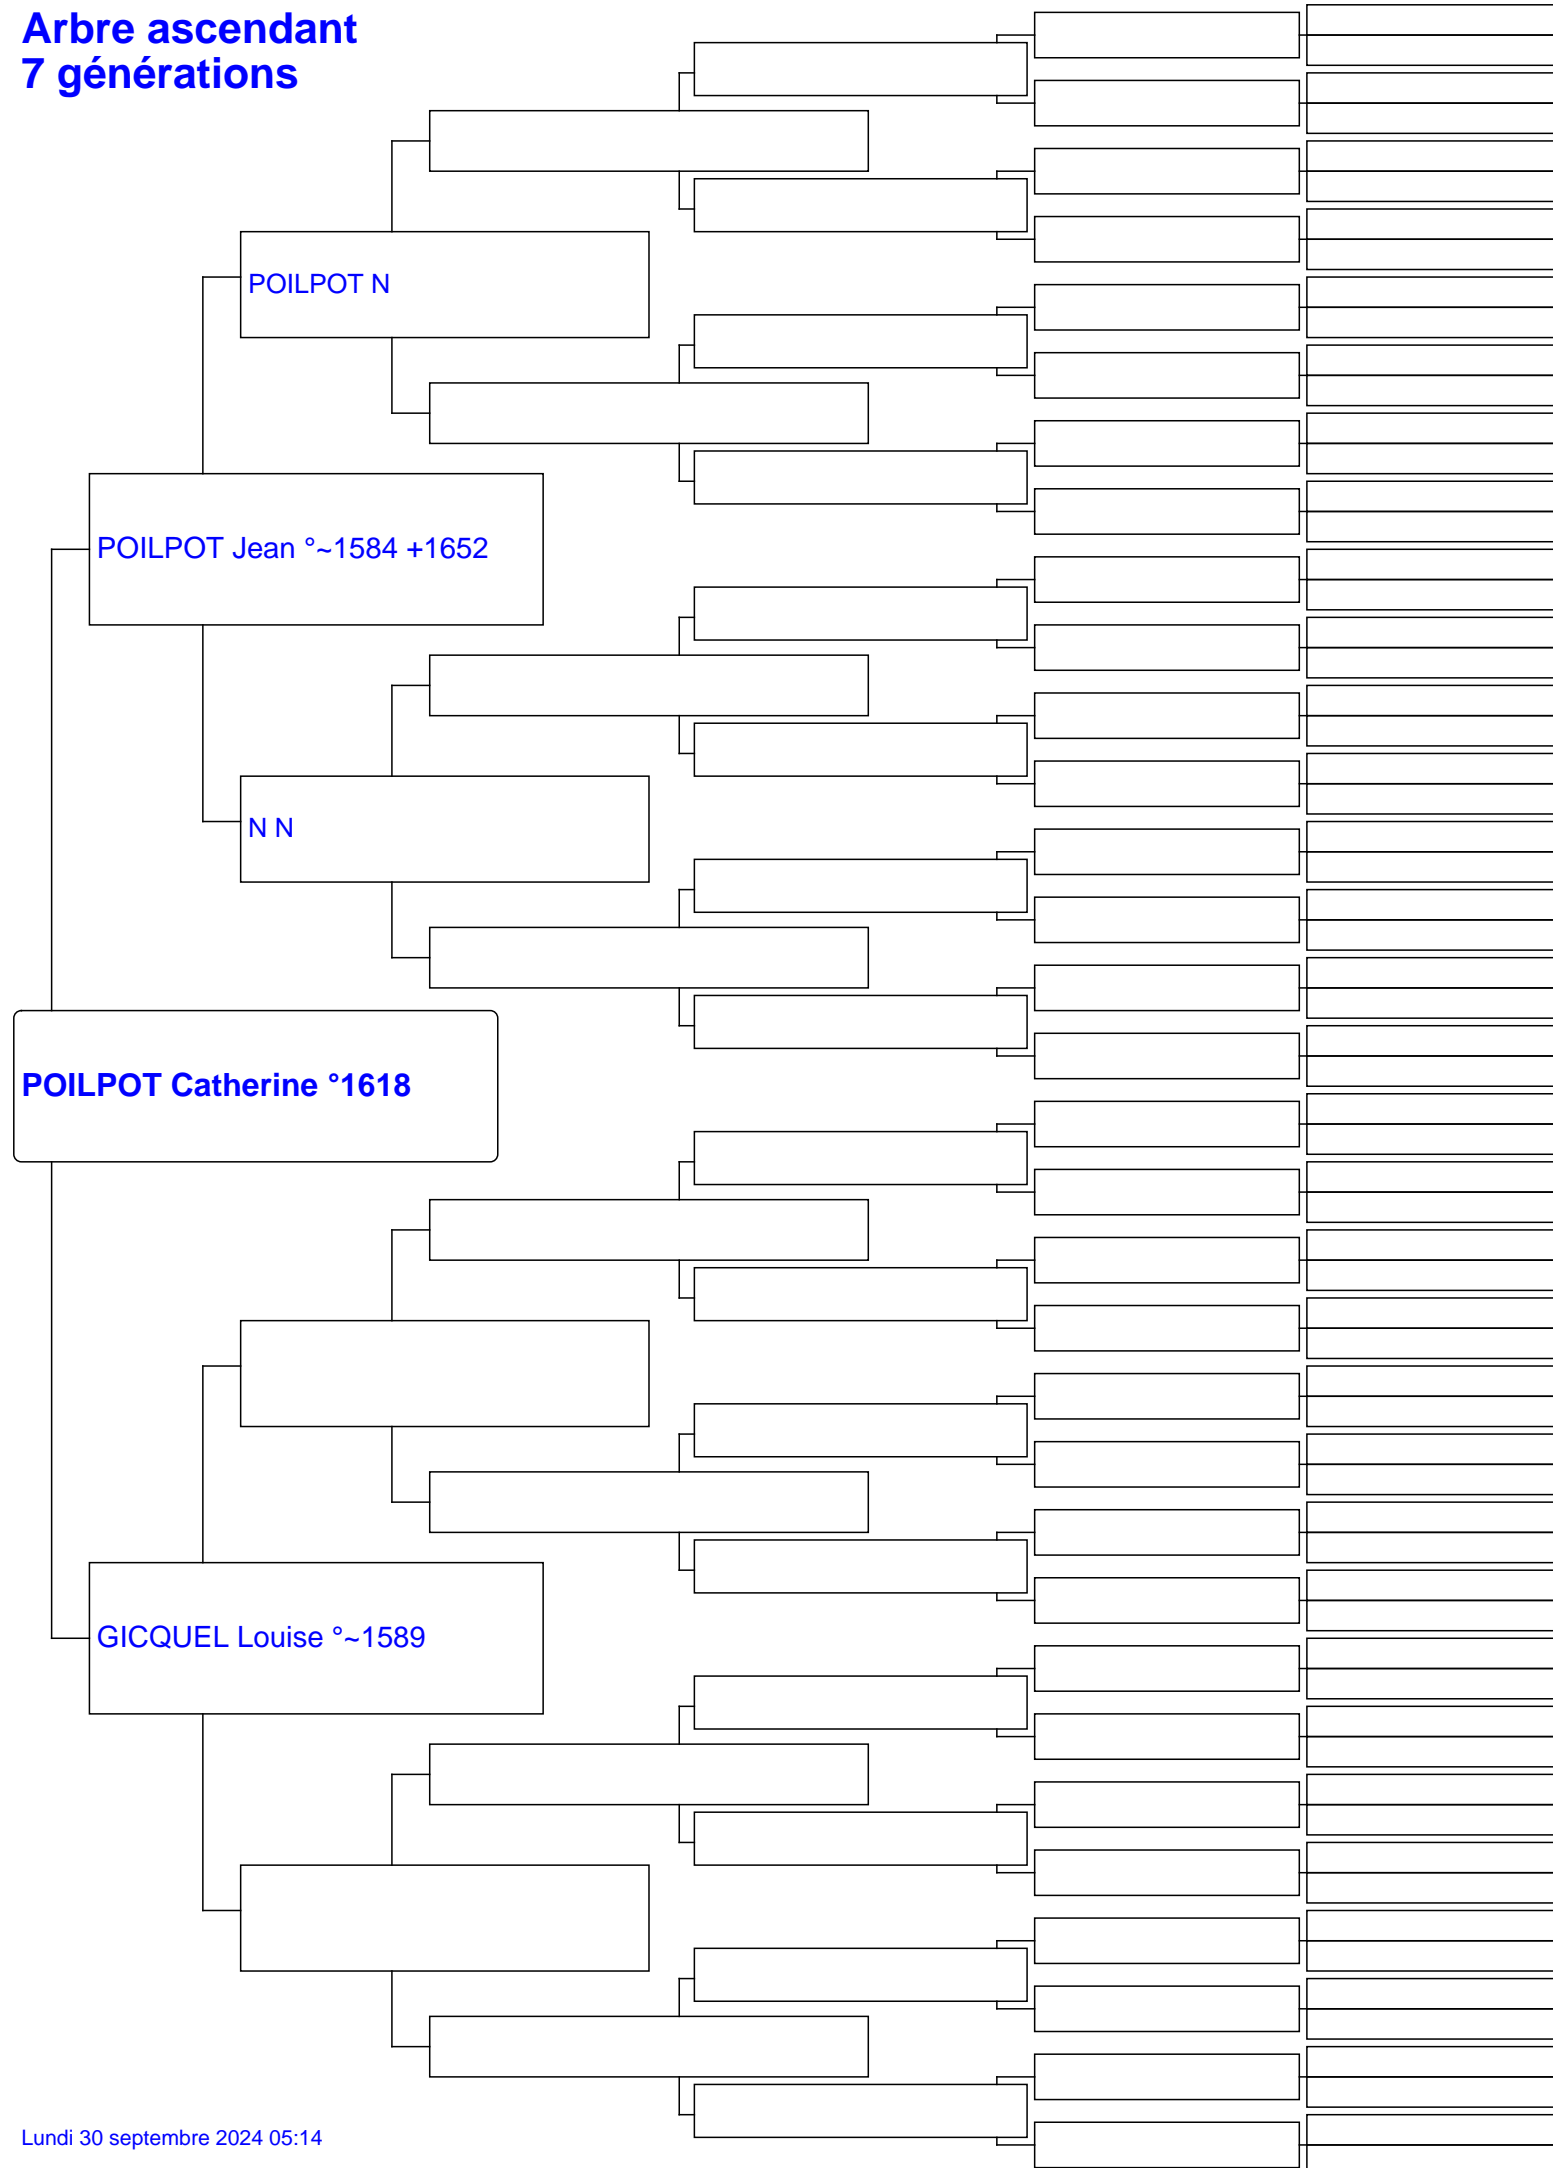 Arbre ascendant
7 générations
POILPOT N
POILPOT Jean °~1584 +1652
N N
POILPOT Catherine °1618
GICQUEL Louise °~1589
Lundi 30 septembre 2024 05:14